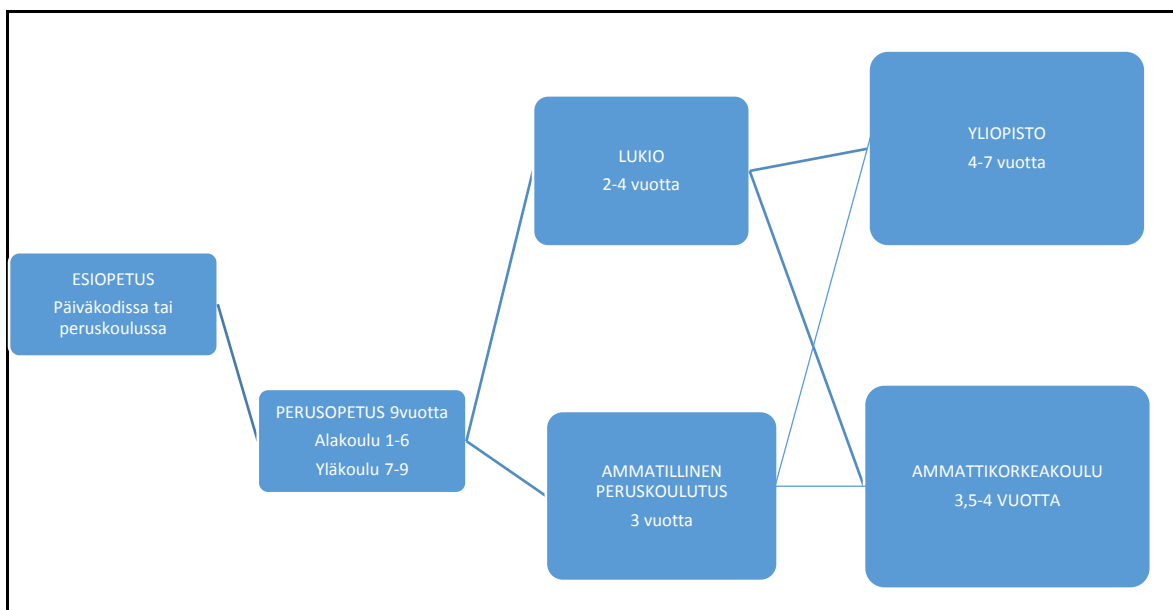 ESIOPETUS
Päiväkodissa tai
peruskoulussa
PERUSOPETUS 9vuotta
Alakoulu 1-6
Yläkoulu 7-9
LUKIO
2-4 vuotta
AMMATILLINEN
PERUSKOULUTUS
3 vuotta
YLIOPISTO
4-7 vuotta
AMMATTIKORKEAKOULU
3,5-4 VUOTTA